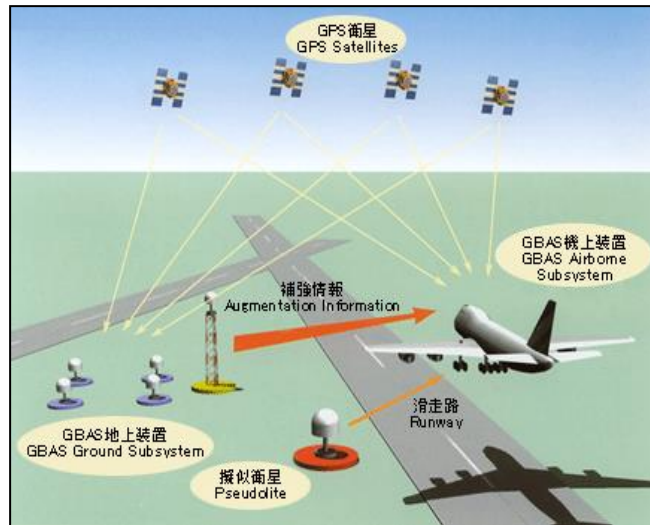 GPS衛星
GPS Satellites
GBAS機上装置
GBAS Airborne
Subsystem
補強情報
Augmentation Information
滑走路
Runway
GBAS地上装置
GBAS Ground Subsystem
擬似衛星
Pseudolite